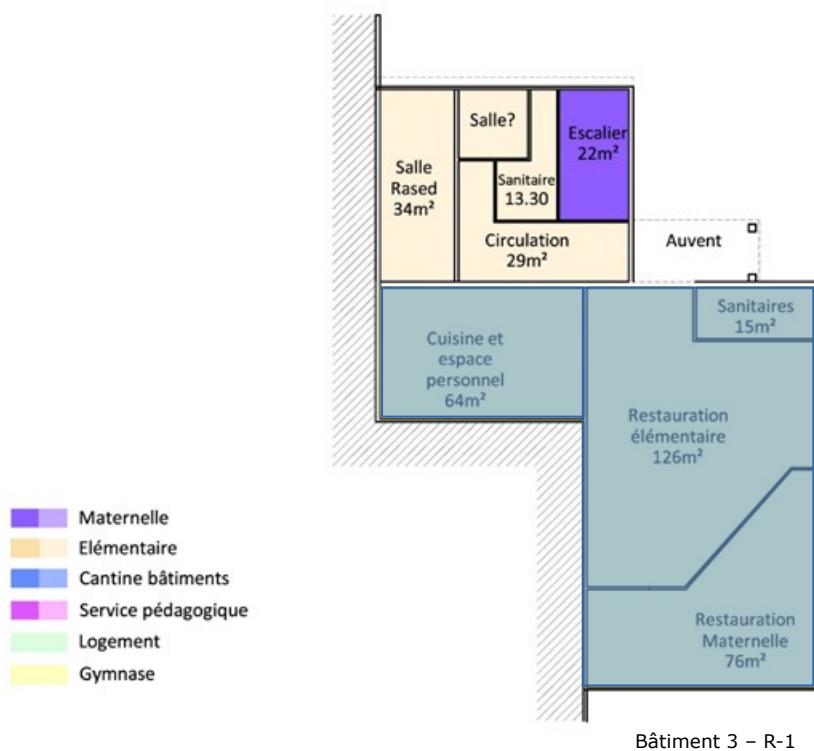 Salle?
Escalier
22m²
Salle
Rased
34m²
Sanitaire
13.30
Circulation
29m²
Auvent
Sanitaires
15m²
Cuisine et
espace
personnel
64m²
Restauration
élémentaire
126m²
Restauration
Maternelle
76m²
Maternelle
Elémentaire
Cantine bâtiments
Service pédagogique
Logement
Gymnase
Bâtiment 3 – R-1